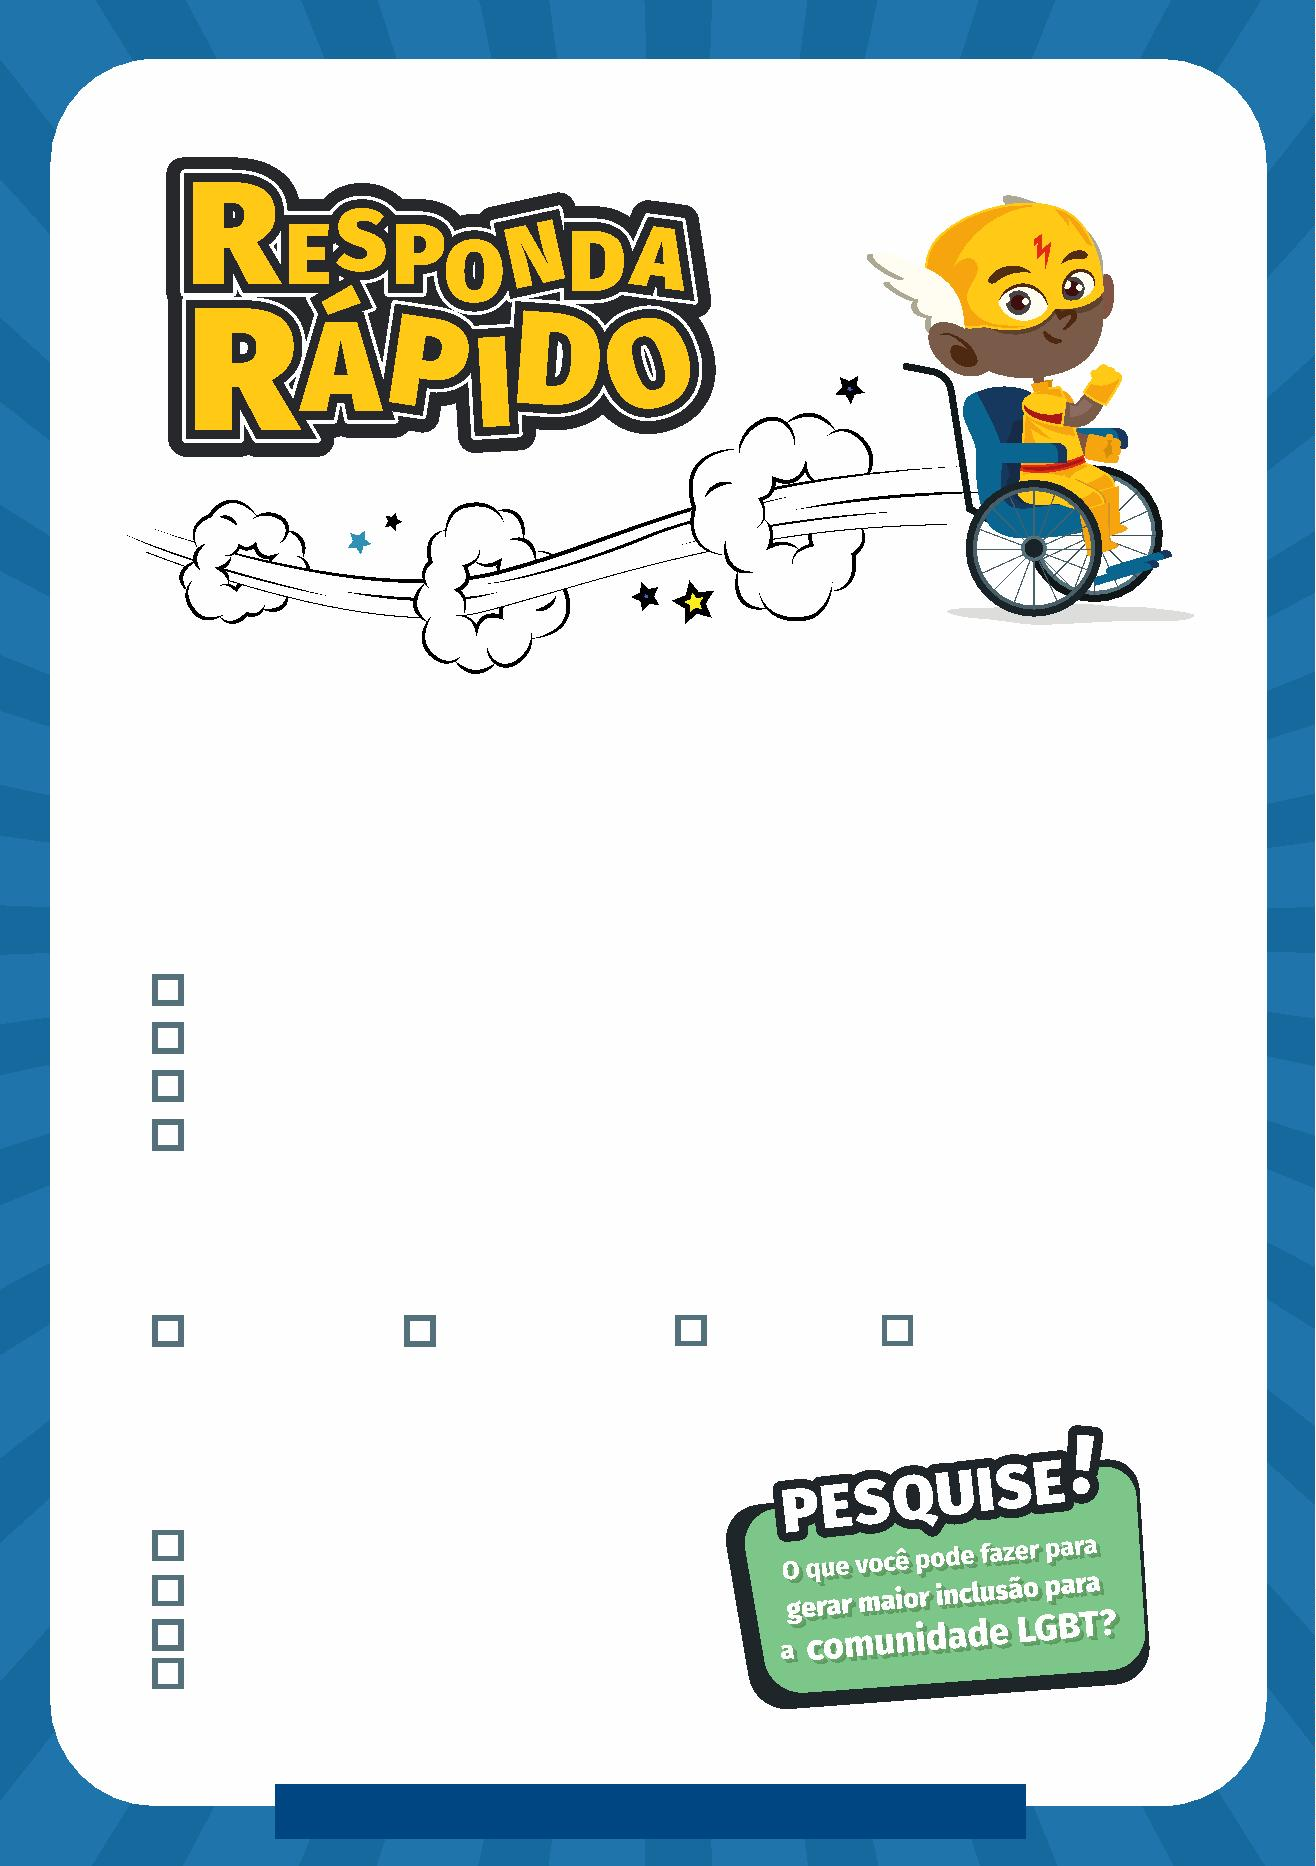 RESPONDA
RÁPIDO
PESQUISE!
O que você pode fazer para
gerar maior inclusão para
a comunidade LGBT?